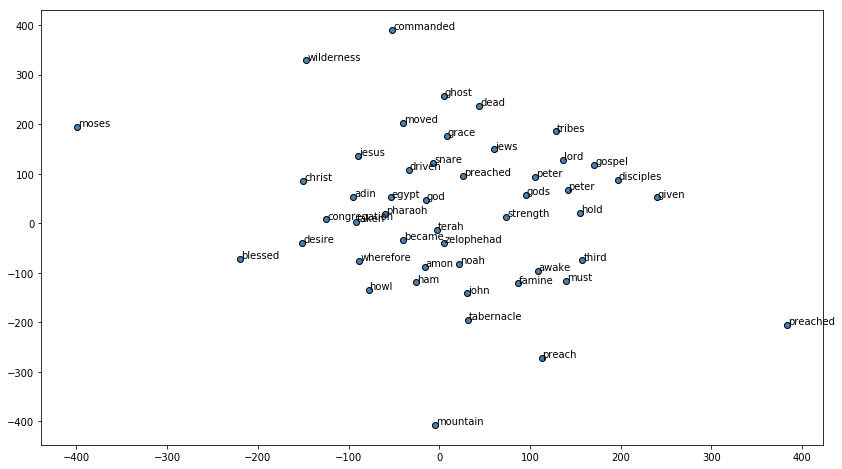 400
commanded
wilderness
300
ghost
dead
200
moses
moved
tribes
grace
jews
jesus
lord
snare
gospel
driven
100
preached
peter
disciples
christ
peter
adin
egypt
god
gods
given
pharaoh
hold
strength
congregation
0
terah
became
zelophehad
desire
blessed
wherefore
noah
third
amon
awake
−100
ham
famine
must
howl
john
tabernacle
−200
preached
preach
−300
−400
mountain
−400 −300 −200 −100 0 100 200 300 400